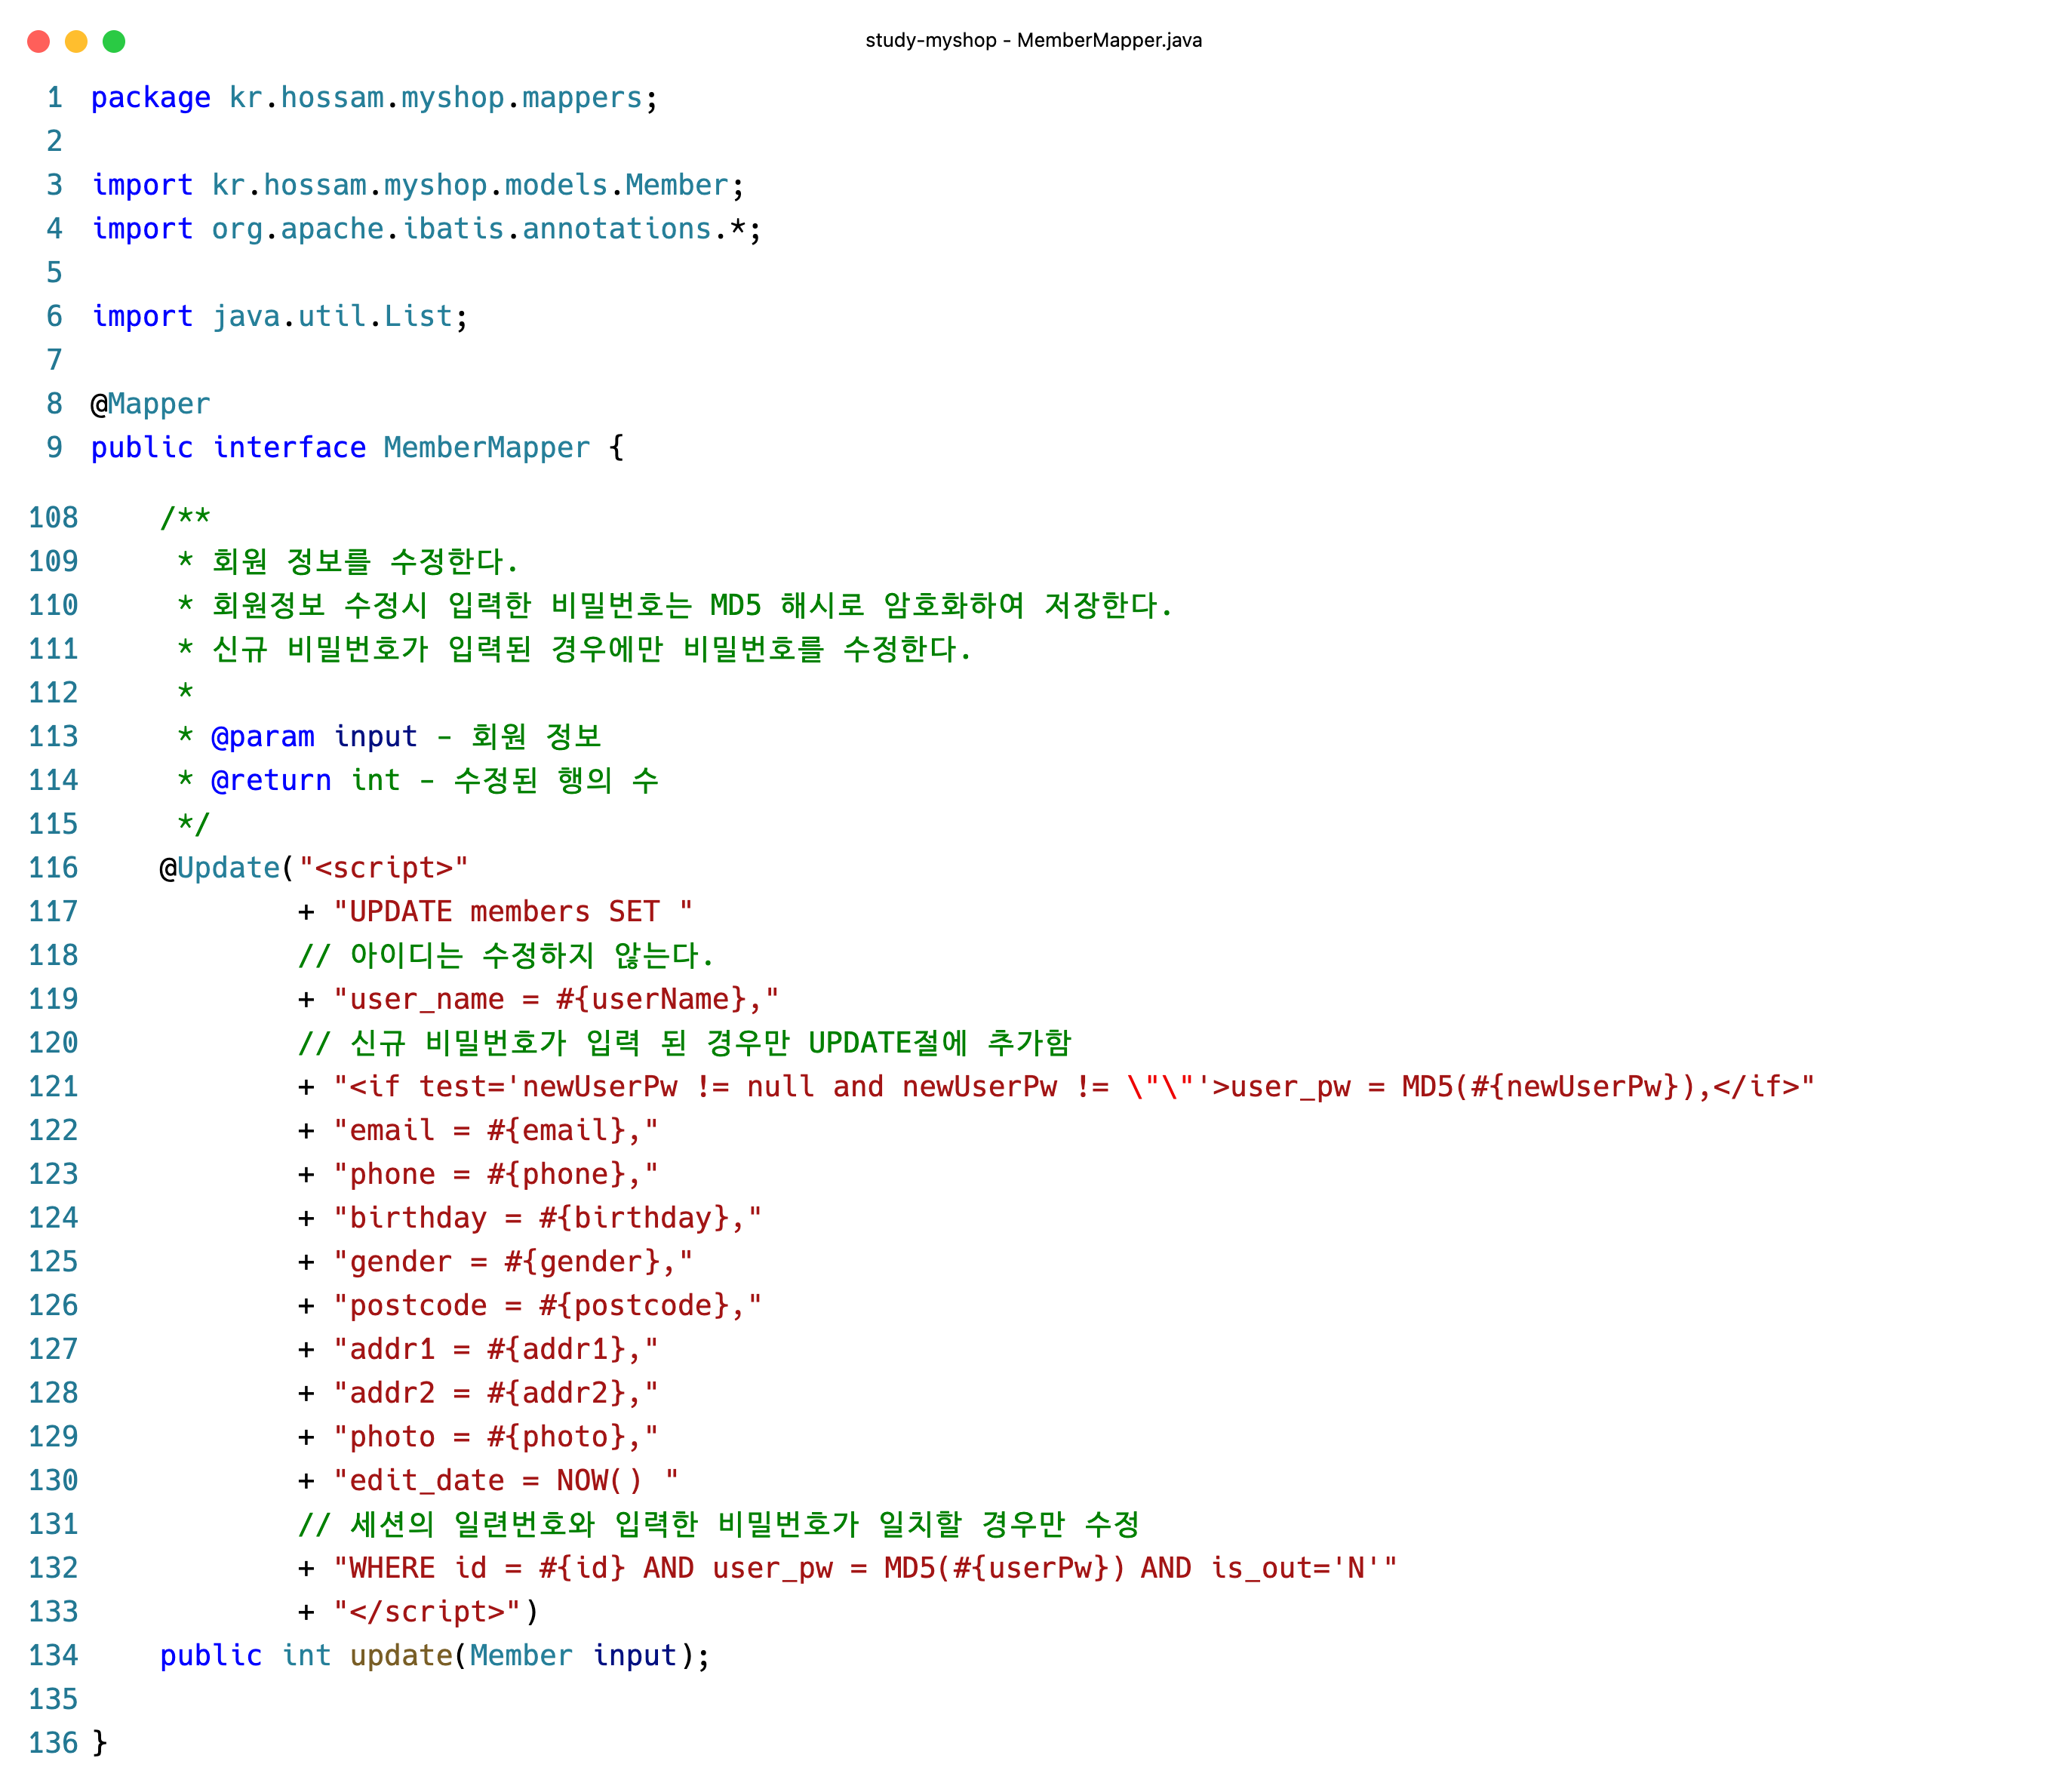 study-myshop - MemberMapper.java
1 package kr.hossam.myshop.mappers;
2
3 import kr.hossam.myshop.models.Member;
4 import org.apache.ibatis.annotations.*;
5
6 import java.util.List;
7
8 @Mapper
9 public interface MemberMapper {
108     /**
109      * 회원 정보를 수정한다.
110      * 회원정보 수정시 입력한 비밀번호는 MD5 해시로 암호화하여 저장한다.
111      * 신규 비밀번호가 입력된 경우에만 비밀번호를 수정한다.
112      *
113      * @param input - 회원 정보
114      * @return int - 수정된 행의 수
115      */
116     @Update("<script>"
117             + "UPDATE members SET "
118             // 아이디는 수정하지 않는다.
119             + "user_name = #{userName},"
120             // 신규 비밀번호가 입력 된 경우만 UPDATE절에 추가함
121             + "<if test='newUserPw != null and newUserPw != \"\"'>user_pw = MD5(#{newUserPw}),</if>"
122             + "email = #{email},"
123             + "phone = #{phone},"
124             + "birthday = #{birthday},"
125             + "gender = #{gender},"
126             + "postcode = #{postcode},"
127             + "addr1 = #{addr1},"
128             + "addr2 = #{addr2},"
129             + "photo = #{photo},"
130             + "edit_date = NOW() "
131             // 세션의 일련번호와 입력한 비밀번호가 일치할 경우만 수정
132             + "WHERE id = #{id} AND user_pw = MD5(#{userPw}) AND is_out='N'"
133             + "</script>")
134     public int update(Member input);
135
136 }